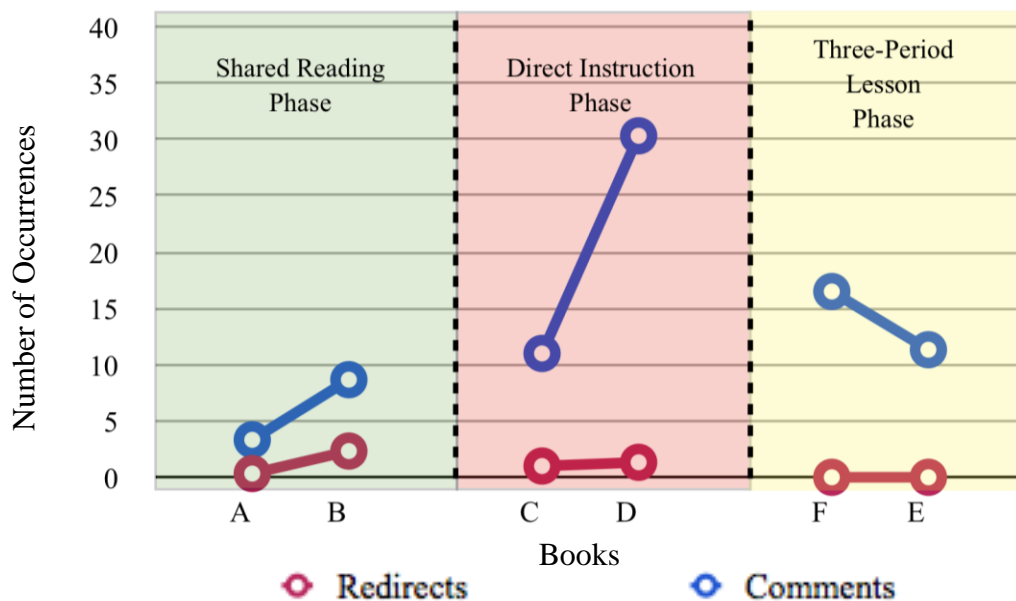 40
35
30
25
20
15
10
5
0
Number of Occurrences
Shared Reading
Phase
Direct Instruction
Phase
Three-Period
Lesson
Phase
A B C D F E
Books
Redirects Comments